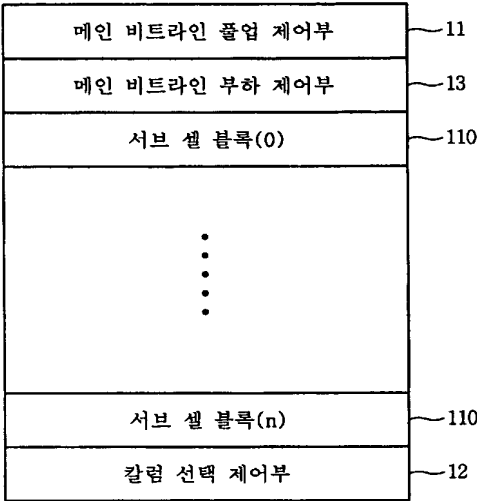 메인 비트라인 풀업 제어부 11
메인 비트라인 부하 제어부 13
서브 셀 블록(0) 110
서브 셀 블록(n) 110
칼럼 선택 제어부 12